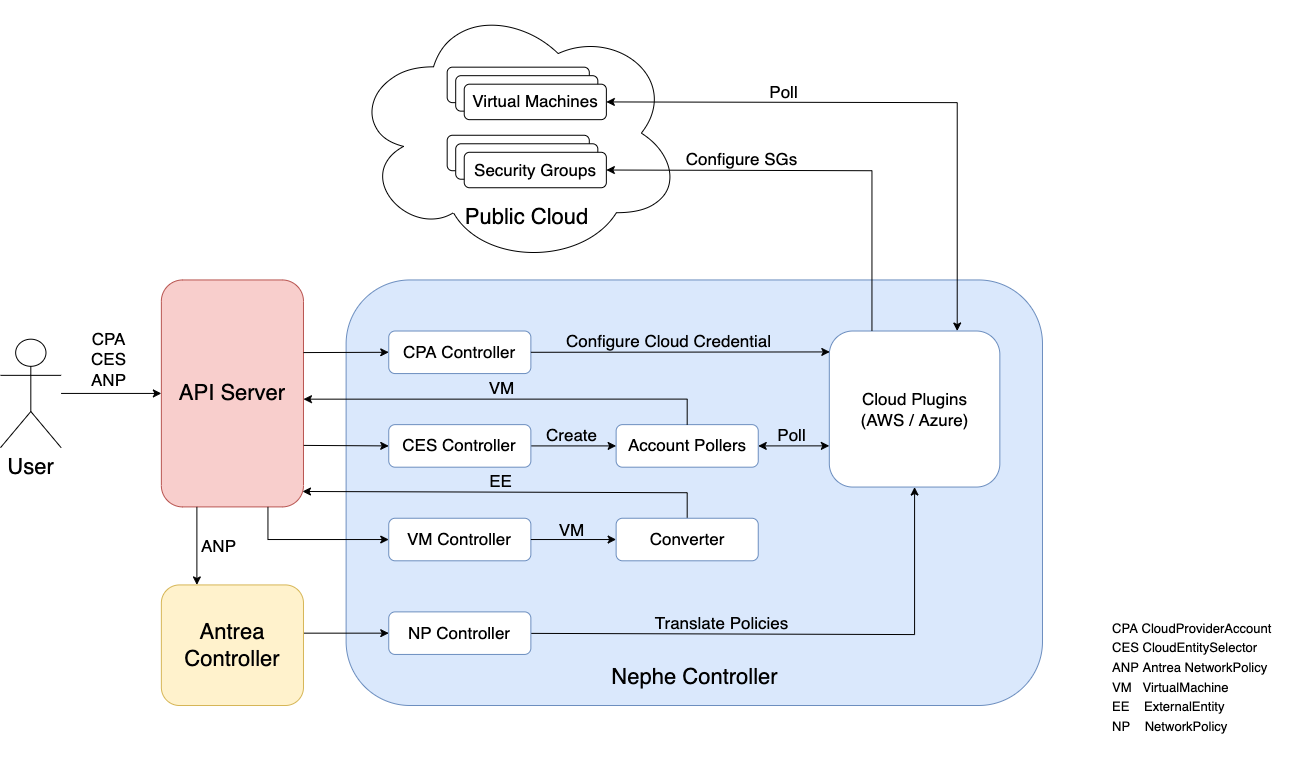 Virtual Machines
Poll
Security Groups
Configure SGs
Public Cloud
CPA
CES
ANP
User
API Server
CPA Controller
Configure Cloud Credential
VM
CES Controller
Create
Account Pollers
Poll
Cloud Plugins
(AWS / Azure)
EE
VM Controller
VM
Converter
ANP
Antrea
Controller
NP Controller
Translate Policies
Nephe Controller
CPA CloudProviderAccount
CES CloudEntitySelector
ANP Antrea NetworkPolicy
VM VirtualMachine
EE ExternalEntity
NP NetworkPolicy